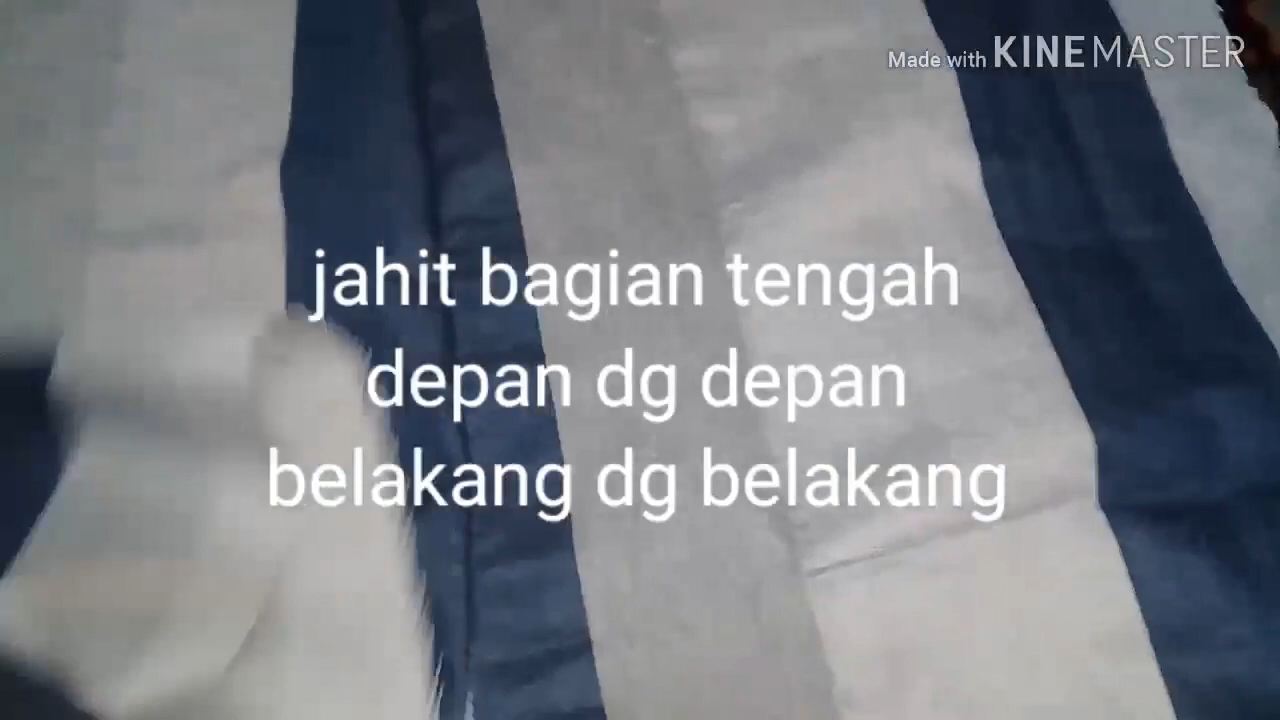 Made with KINEMASTER
jahit bagian tengah
depan dg depan
belakang dg belakang